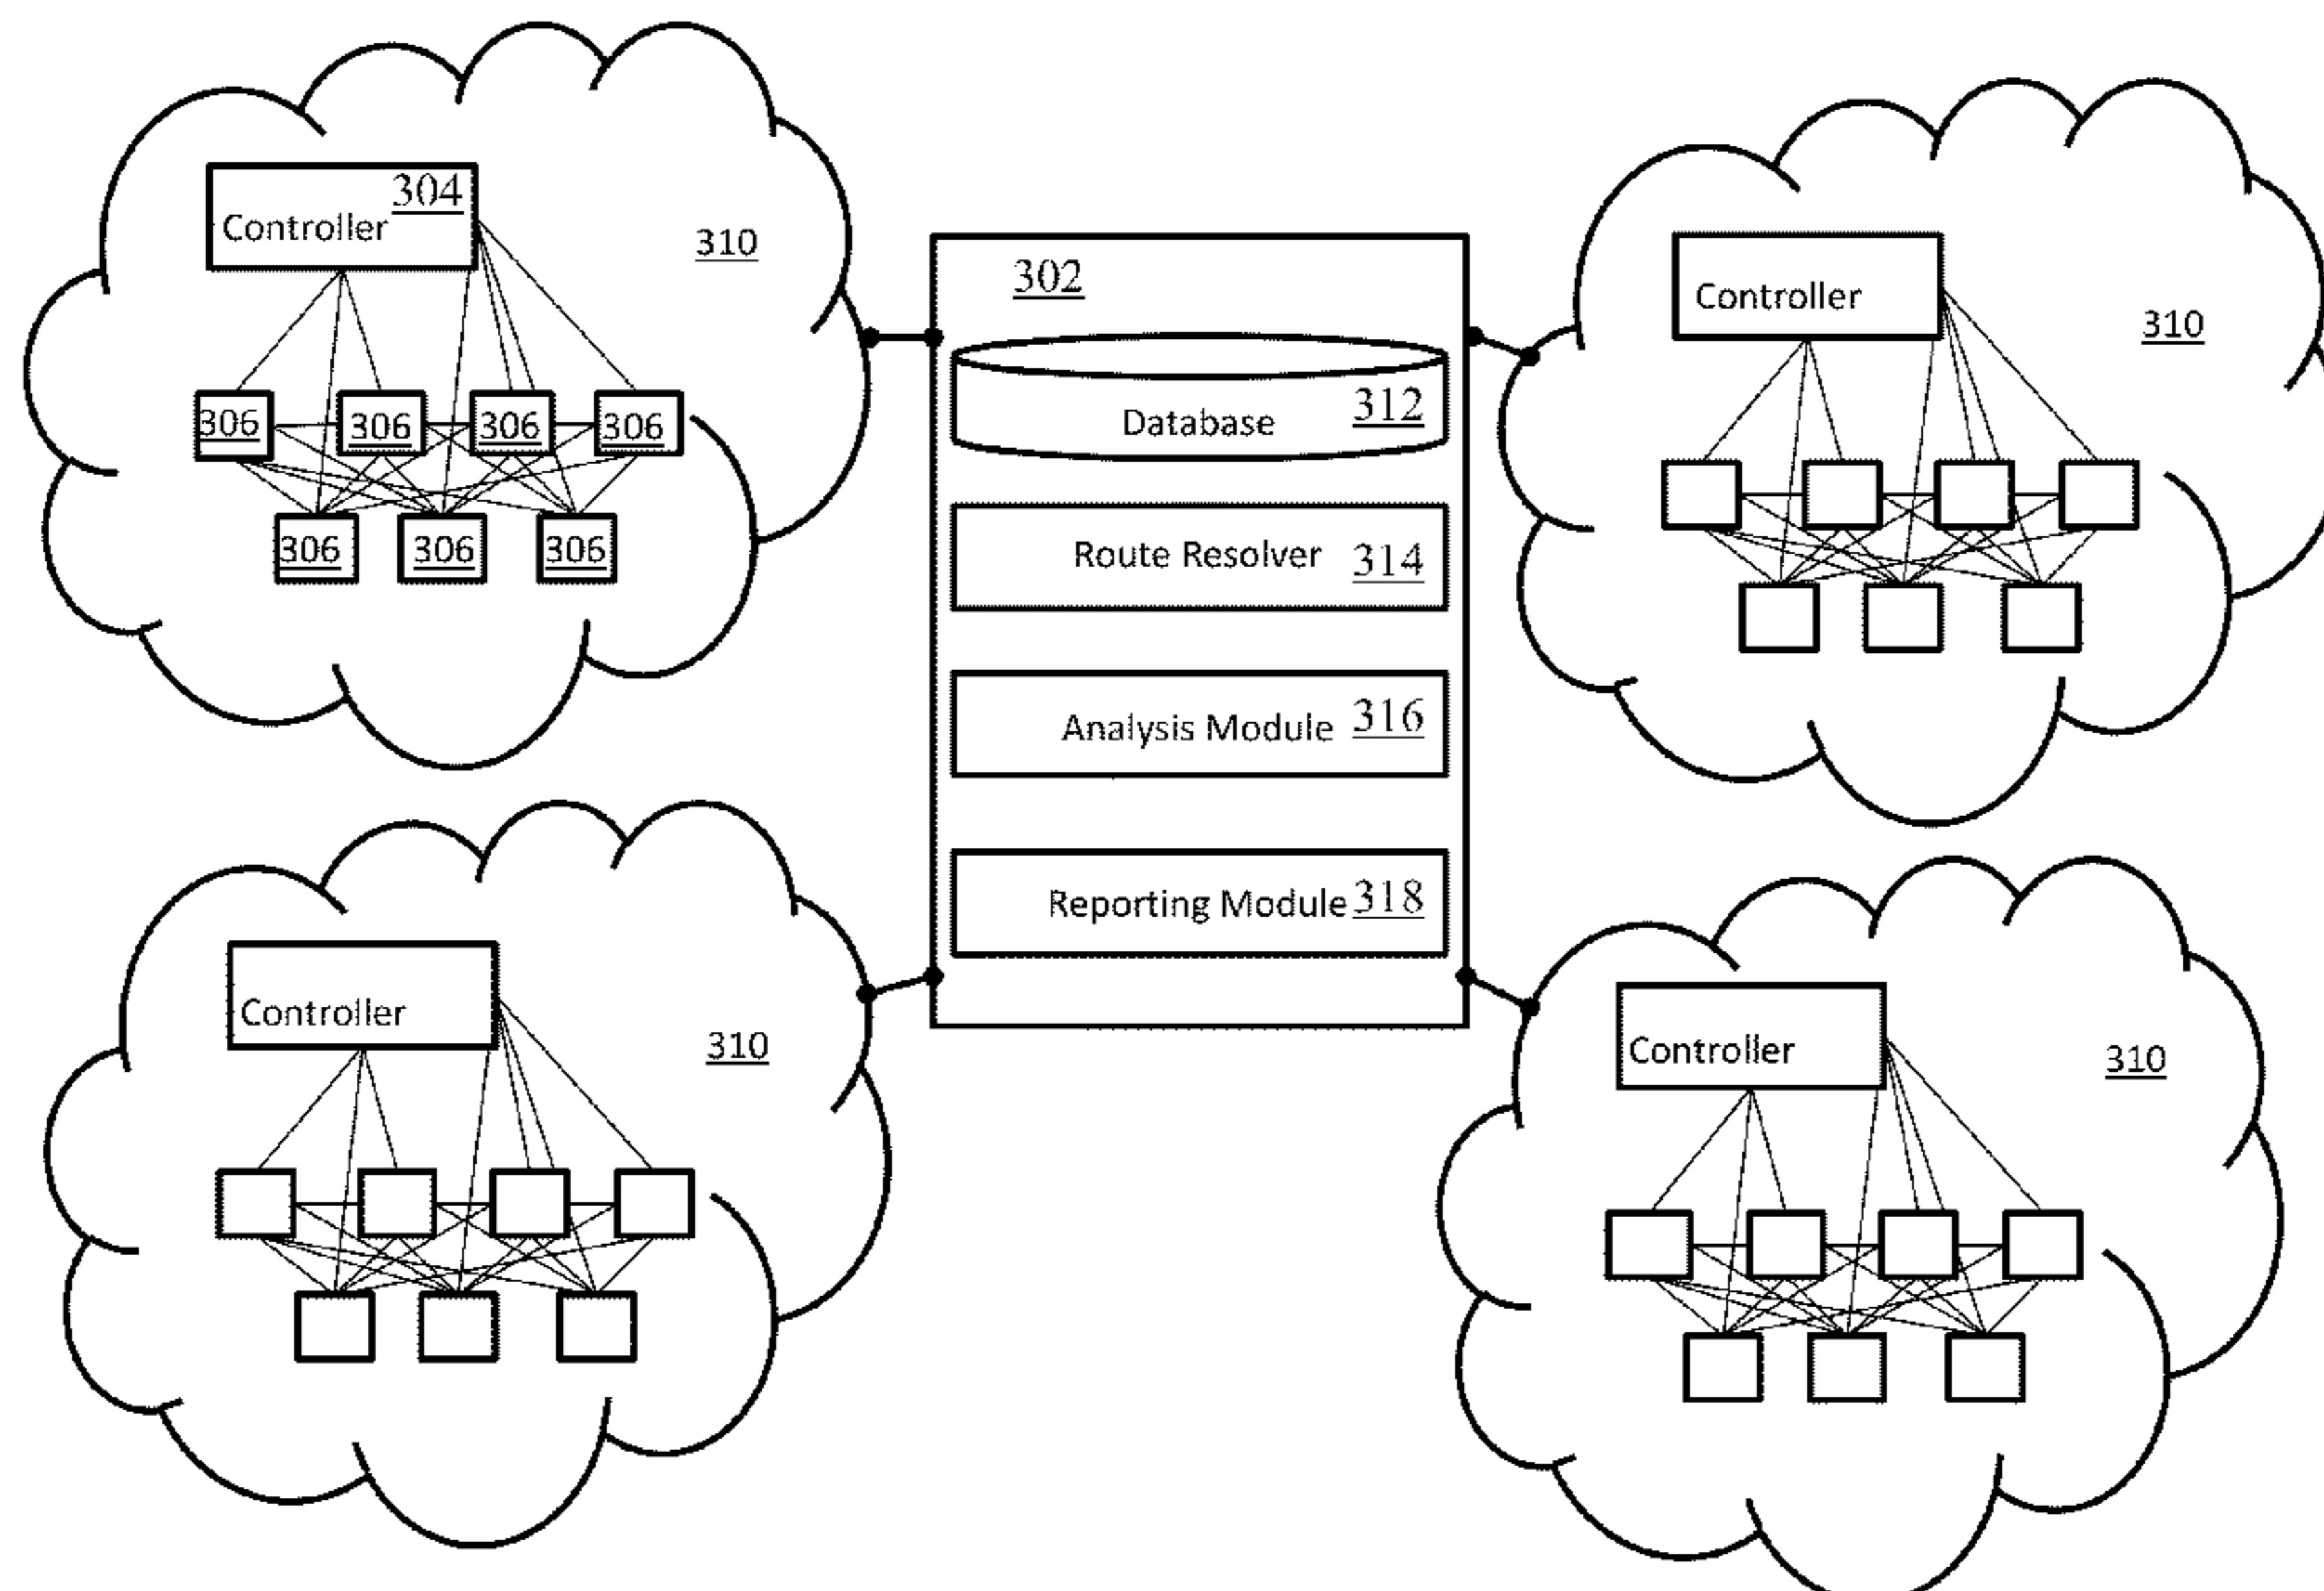 304
Controller
310
306 306 306 306
306 306 306
302
Database 312
Route Resolver 314
Analysis Module 316
Reporting Module 318
Controller
310
Controller
310
Controller
310